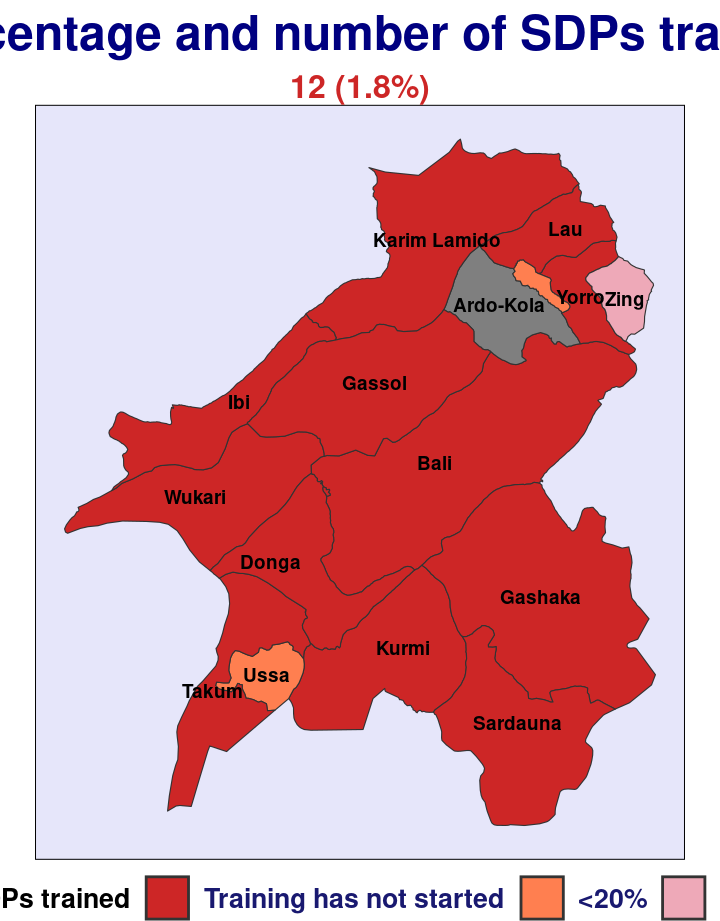 centage and number of SDPs tra
12 (1.8%)
Karim Lamido
Lau
Ardo-Kola
Yorro
Zing
Gassol
Ibi
Bali
Wukari
Donga
Gashaka
Kurmi
Ussa
Takum
Sardauna
Ps trained Training has not started <20%